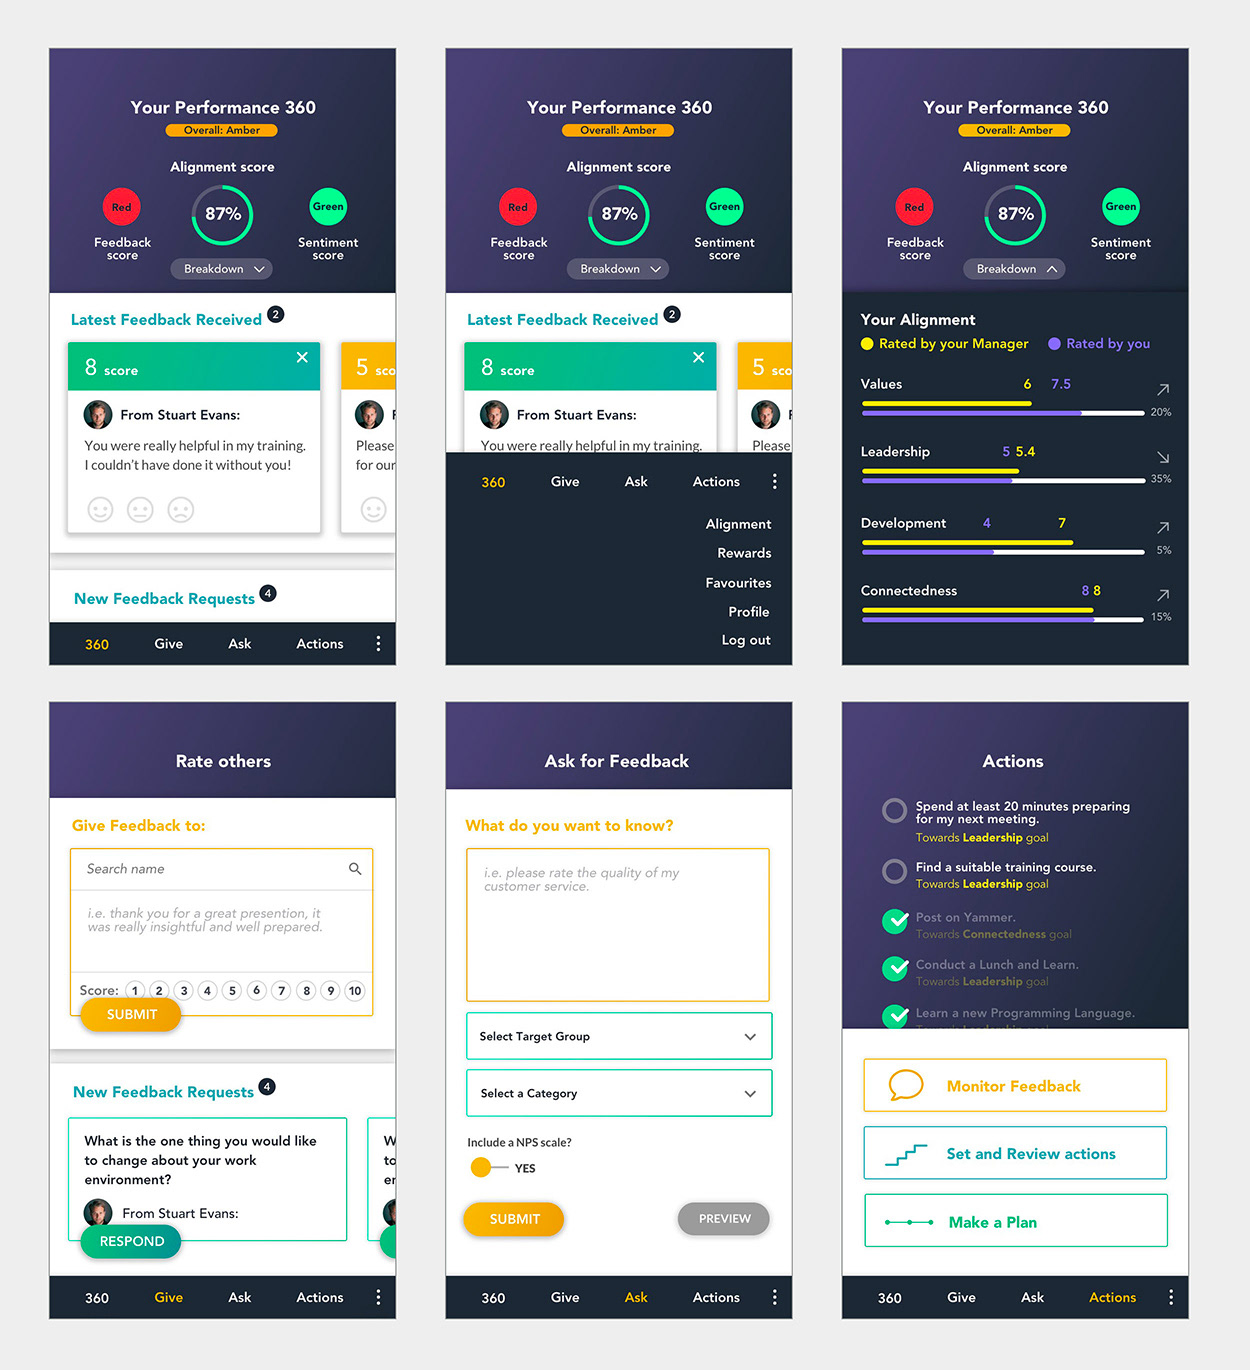 Your Performance 360
Overall: Amber
Alignment score
Red
87%
Green
Feedback
score
Sentiment
score
Breakdown
Latest Feedback Received 2
8 score
5 sco
From Stuart Evans:
You were really helpful in my training.
I couldn't have done it without you!
Please
for our
New Feedback Requests 4
360 Give Ask Actions
Your Performance 360
Overall: Amber
Alignment score
Red
87%
Green
Feedback
score
Sentiment
score
Breakdown
Latest Feedback Received 2
8 score
5 sco
From Stuart Evans:
You were really helpful in my training.
Please
360 Give Ask Actions
Alignment
Rewards
Favourites
Profile
Log out
Your Performance 360
Overall: Amber
Alignment score
Red
87%
Green
Feedback
score
Sentiment
score
Breakdown
Your Alignment
Rated by your Manager Rated by you
Values 6 7.5
20%
Leadership 5 5.4
35%
Development 4 7
5%
Connectedness 8 8
15%
Rate others
Give Feedback to:
Search name
i.e. thank you for a great presention, it
was really insightful and well prepared.
Score: 1 2 3 4 5 6 7 8 9 10
SUBMIT
New Feedback Requests 4
What is the one thing you would like
to change about your work
environment?
From Stuart Evans:
RESPOND
W
to
er
360 Give Ask Actions
Ask for Feedback
What do you want to know?
i.e. please rate the quality of my
customer service.
Select Target Group
Select a Category
Include a NPS scale?
YES
SUBMIT PREVIEW
360 Give Ask Actions
Actions
Spend at least 20 minutes preparing
for my next meeting.
Towards Leadership goal
Find a suitable training course.
Towards Leadership goal
Post on Yammer.
Towards Connectedness goal
Conduct a Lunch and Learn.
Towards Leadership goal
Learn a new Programming Language.
Towards Leadership goal
Monitor Feedback
Set and Review actions
Make a Plan
360 Give Ask Actions